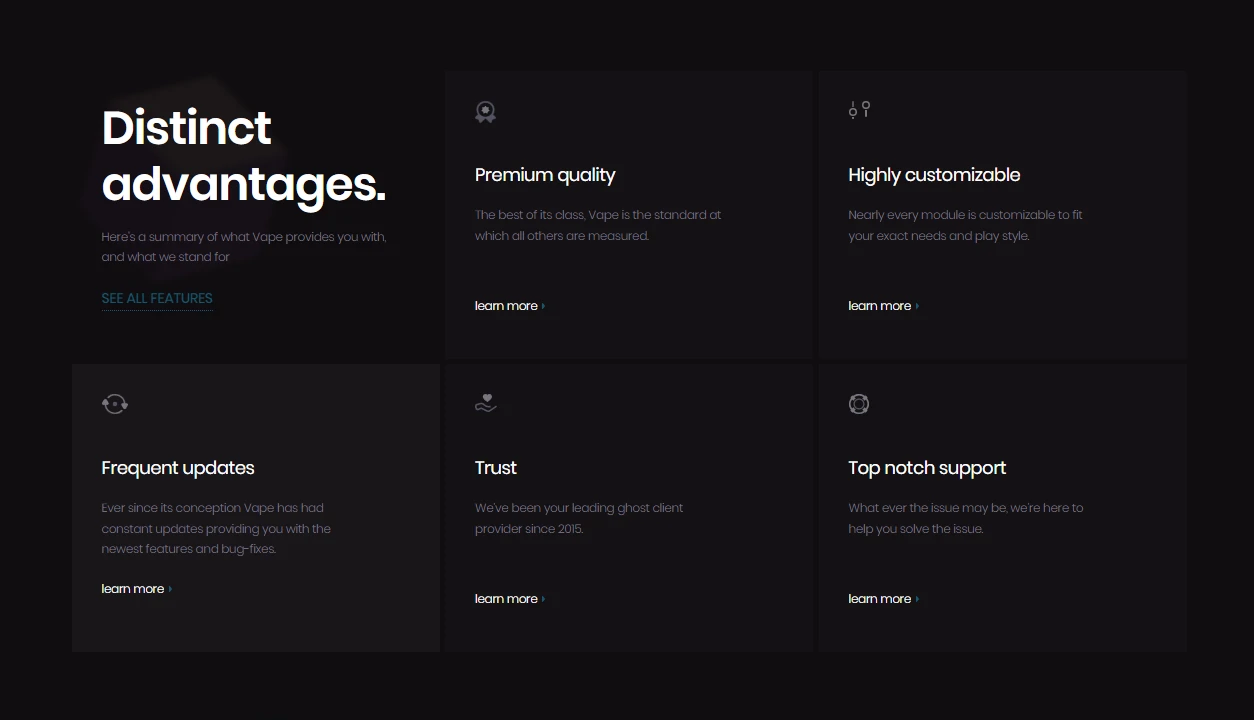 Distinct
advantages.
Here's a summary of what Vape provides you with,
and what we stand for
SEE ALL FEATURES
Premium quality
The best of its class, Vape is the standard at
which all others are measured.
learn more
Highly customizable
Nearly every module is customizable to fit
your exact needs and play style.
learn more
Frequent updates
Ever since its conception Vape has had
constant updates providing you with the
newest features and bug-fixes.
learn more
Trust
We've been your leading ghost client
provider since 2015.
learn more
Top notch support
What ever the issue may be, we're here to
help you solve the issue.
learn more